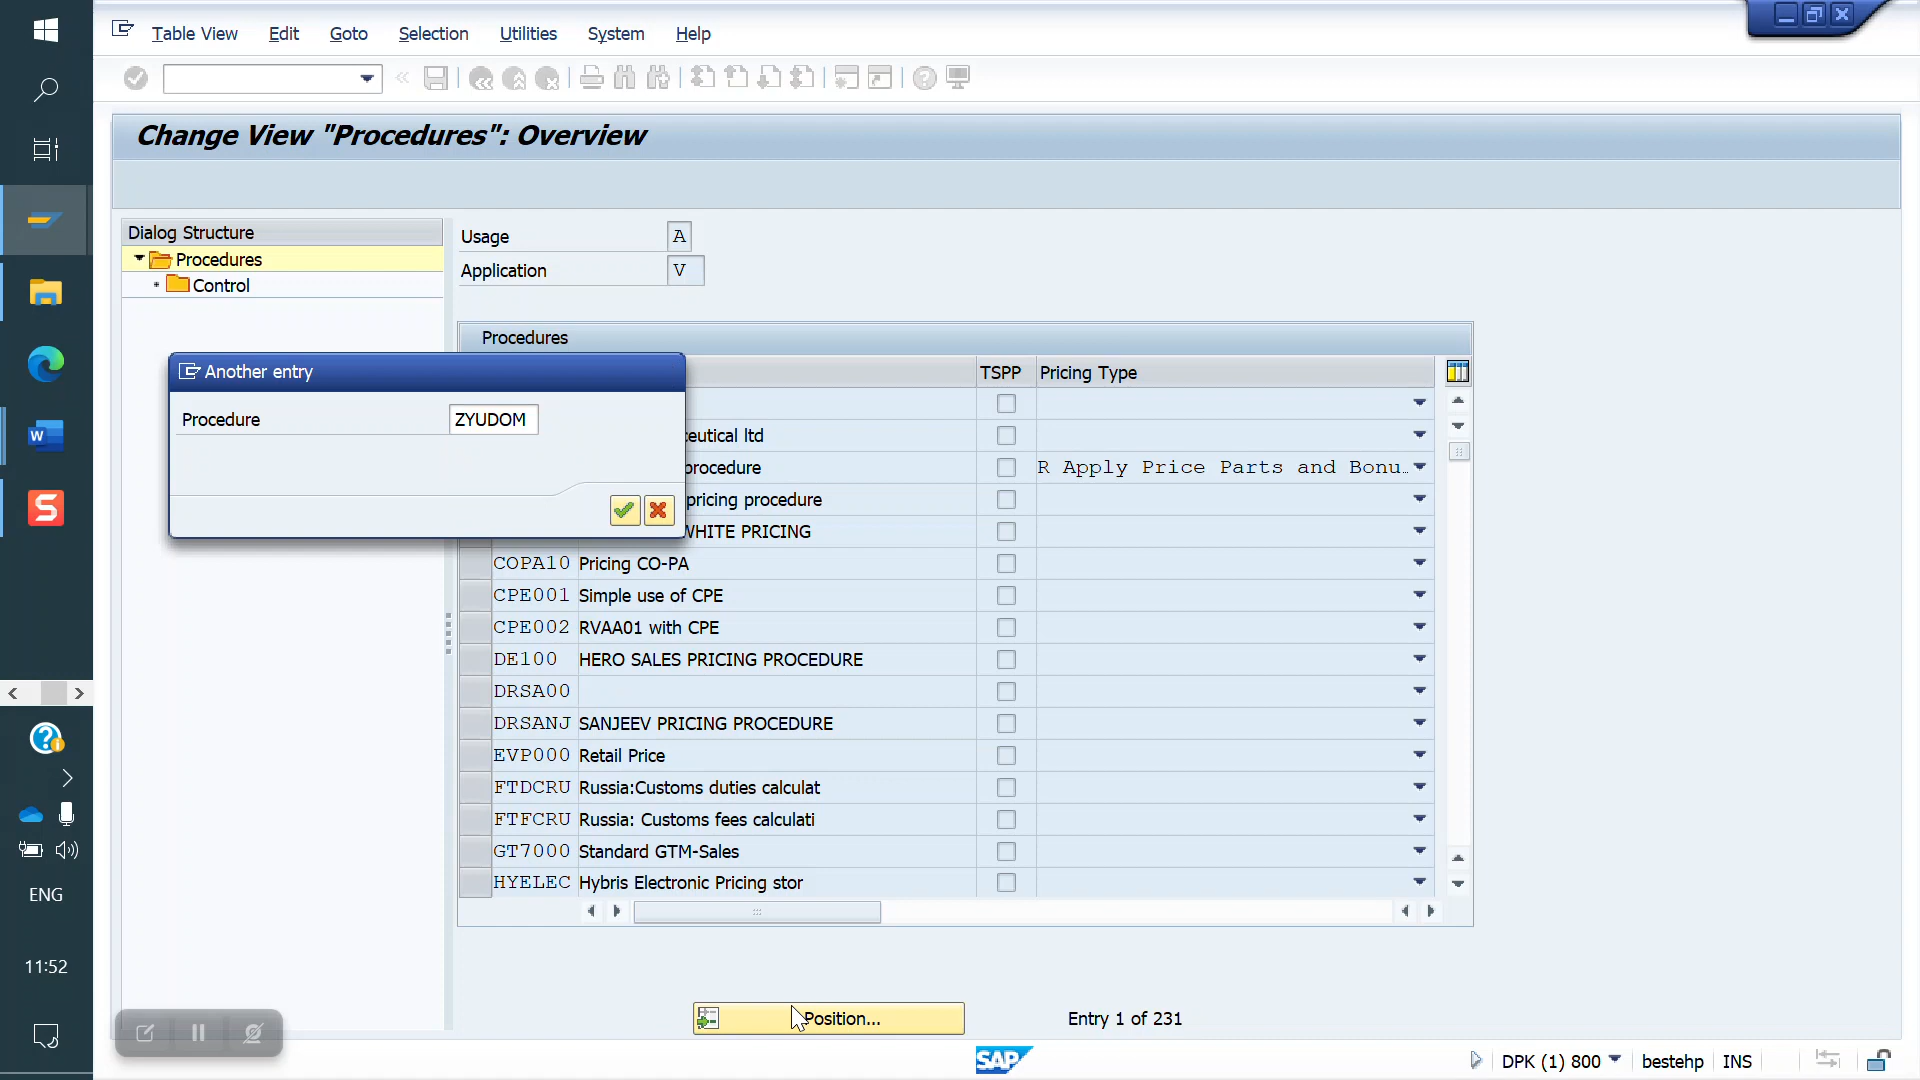 Table View Edit Goto Selection Utilities System Help
Change View "Procedures": Overview
Dialog Structure
Procedures
Control
Usage A
Application V
Procedures
TSPP Pricing Type
Another entry
Procedure ZYUDOM
ceutical ltd
procedure R Apply Price Parts and Bonu…
pricing procedure
WHITE PRICING
COPA10 Pricing CO-PA
CPE001 Simple use of CPE
CPE002 RVAA01 with CPE
DE100 HERO SALES PRICING PROCEDURE
DRSA00
DRSANJ SANJEEV PRICING PROCEDURE
EVP000 Retail Price
FTDCRU Russia:Customs duties calculat
FTFCRU Russia: Customs fees calculati
GT7000 Standard GTM-Sales
HYELEC Hybris Electronic Pricing stor
Position... Entry 1 of 231
SAP
DPK (1) 800 bestehp INS
W
S
ENG
11:52